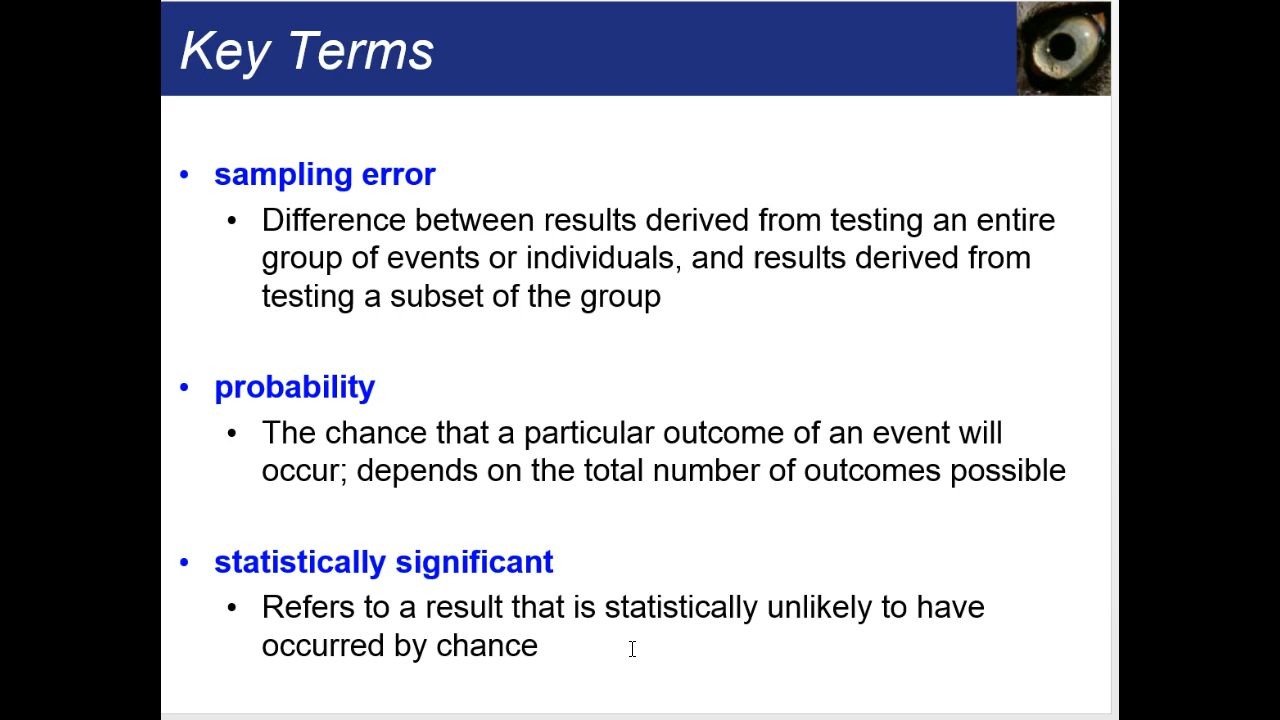 Key Terms
• sampling error
• Difference between results derived from testing an entire
group of events or individuals, and results derived from
testing a subset of the group
• probability
• The chance that a particular outcome of an event will
occur; depends on the total number of outcomes possible
• statistically significant
• Refers to a result that is statistically unlikely to have
occurred by chance